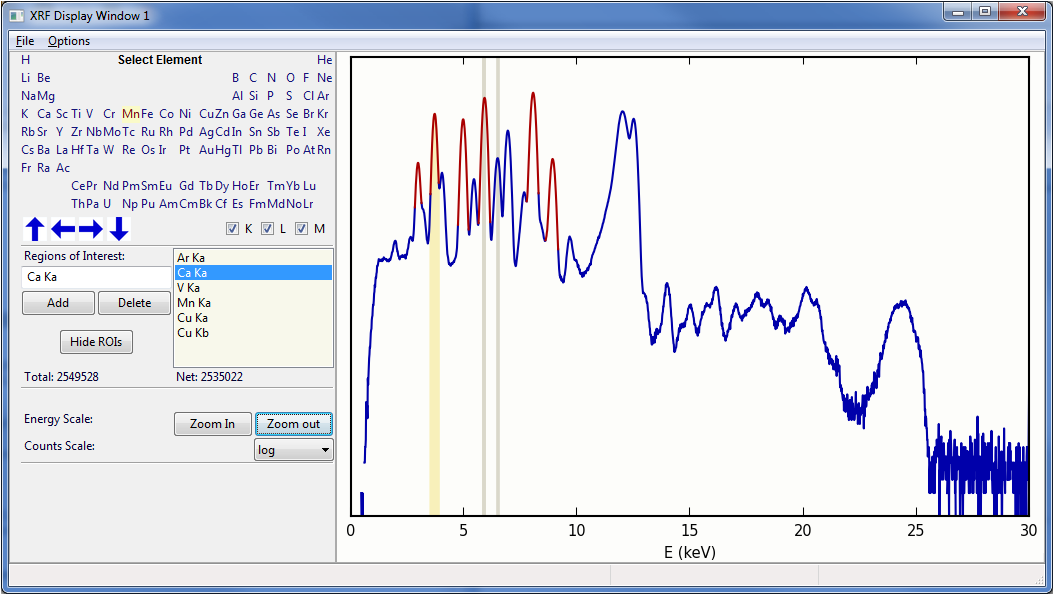 XRF Display Window 1
File Options
H Select Element He
Li Be B C N O F Ne
Na Mg Al Si P S Cl Ar
K Ca Sc Ti V Cr Mn Fe Co Ni Cu Zn Ga Ge As Se Br Kr
Rb Sr Y Zr Nb Mo Tc Ru Rh Pd Ag Cd In Sn Sb Te I Xe
Cs Ba La Hf Ta W Re Os Ir Pt Au Hg Tl Pb Bi Po At Rn
Fr Ra Ac
Ce Pr Nd Pm Sm Eu Gd Tb Dy Ho Er Tm Yb Lu
Th Pa U Np Pu Am Cm Bk Cf Es Fm Md No Lr
K L M
Regions of Interest:
Ca Ka
Add Delete
Hide ROIs
Ar Ka
Ca Ka
V Ka
Mn Ka
Cu Ka
Cu Kb
Total: 2549528 Net: 2535022
Energy Scale: Zoom In Zoom out
Counts Scale: log
0 5 10 15 20 25 30
E (keV)